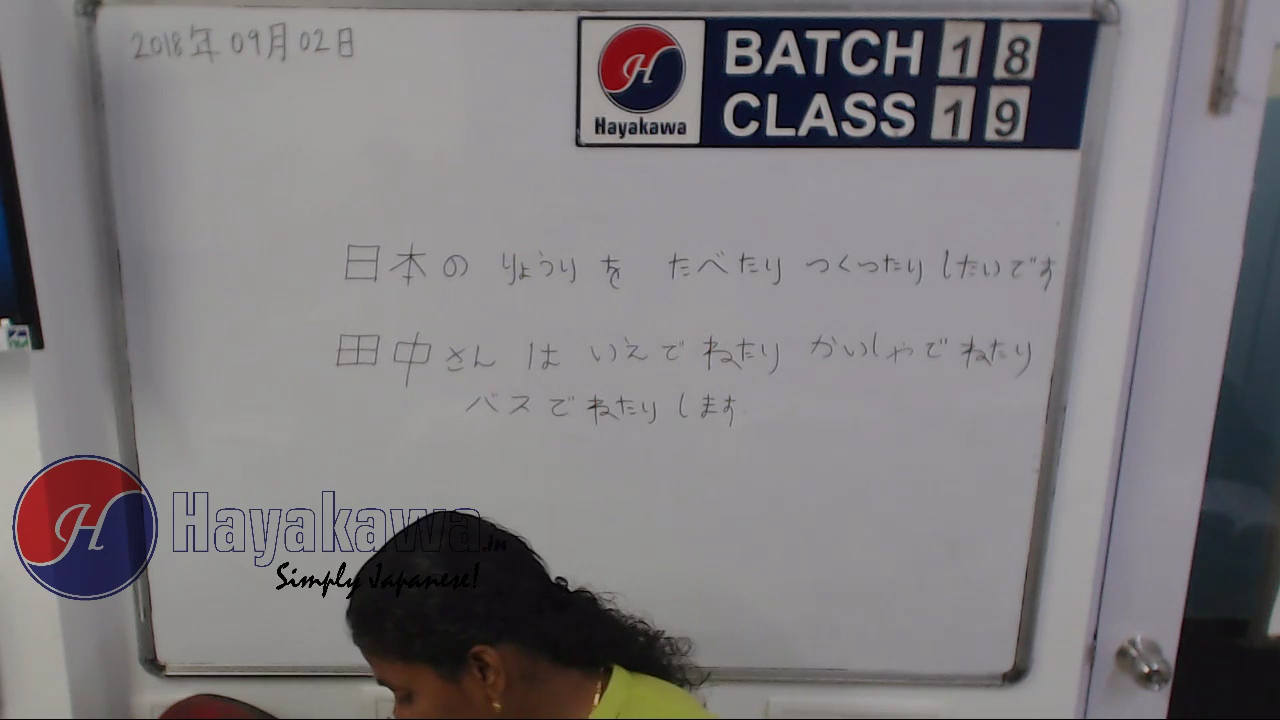 2018年09月02日
H
Hayakawa
BATCH 18
CLASS 19
日本の りょうり を たべたり つくったり したいです
田中さん は いえで ねたり かいしゃで ねたり
バスで ねたり します
H
Hayakawa.in
Simply Japanese!